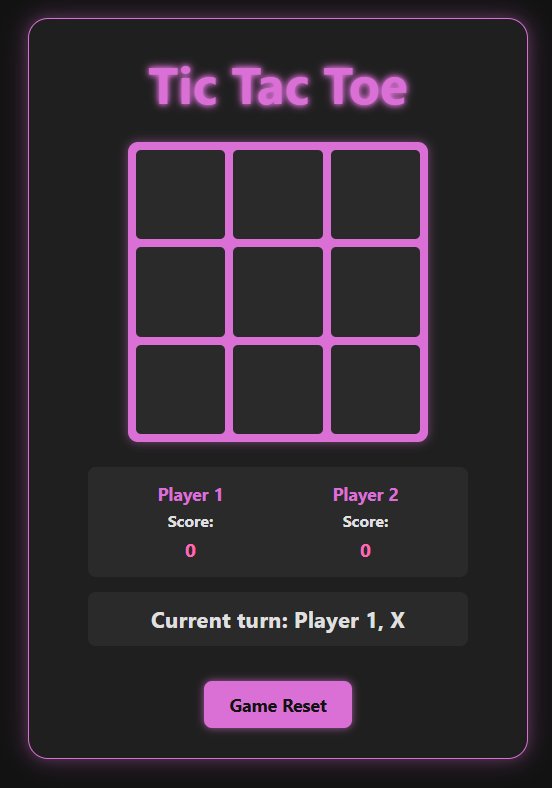 Tic Tac Toe
Player 1 Player 2
Score: Score:
0 0
Current turn: Player 1, X
Game Reset